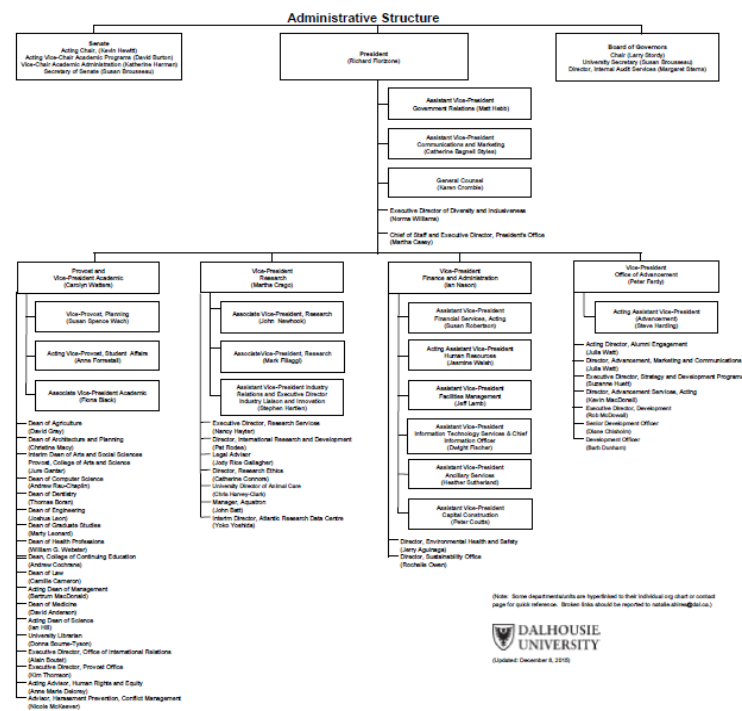 Administrative Structure
Senate
Acting Chair, (Kevin Hewitt)
Acting Vice-Chair Academic Programs (David Burton)
Vice-Chair Academic Administration (Katherine Harman)
Secretary of Senate (Susan Brousseau)
President
(Richard Florizone)
Board of Governors
Chair (Larry Stordy)
University Secretary (Susan Brousseau)
Director, Internal Audit Services (Margaret Sterns)
Assistant Vice-President
Government Relations (Matt Hebb)
Assistant Vice-President
Communications and Marketing
(Catherine Bagnell Styles)
General Counsel
(Karen Crombie)
Executive Director of Diversity and Inclusiveness
(Norma Williams)
Chief of Staff and Executive Director, President's Office
(Martha Casey)
Provost and
Vice-President Academic
(Carolyn Watters)
Vice-Provost, Planning
(Susan Spence Wach)
Acting Vice-Provost, Student Affairs
(Anne Forrestall)
Associate Vice-President Academic
(Fiona Black)
Dean of Agriculture
(David Gray)
Dean of Architecture and Planning
(Christine Macy)
Interim Dean of Arts and Social Sciences
Provost, College of Arts and Science
(Jure Gantar)
Dean of Computer Science
(Andrew Rau-Chaplin)
Dean of Dentistry
(Thomas Boran)
Dean of Engineering
(Joshua Leon)
Dean of Graduate Studies
(Marty Leonard)
Dean of Health Professions
(William G. Webster)
Dean, College of Continuing Education
(Andrew Cochrane)
Dean of Law
(Camille Cameron)
Acting Dean of Management
(Bertrum MacDonald)
Dean of Medicine
(David Anderson)
Acting Dean of Science
(Ian Hill)
University Librarian
(Donna Bourne-Tyson)
Executive Director, Office of International Relations
(Alain Boutet)
Executive Director, Provost Office
(Kim Thomson)
Acting Advisor, Human Rights and Equity
(Anne Marie Delorey)
Advisor, Harassment Prevention, Conflict Management
(Nicole McKeever)
Vice-President
Research
(Martha Crago)
Associate Vice-President, Research
(John Newhook)
AssociateVice-President, Research
(Mark Filiaggi)
Assistant Vice-President Industry
Relations and Executive Director
Industry Liaison and Innovation
(Stephen Hartlen)
Executive Director, Research Services
(Nancy Hayter)
Director, International Research and Development
(Pat Rodee)
Legal Advisor
(Jody Rice Gallagher)
Director, Research Ethics
(Catherine Connors)
University Director of Animal Care
(Chris Harvey-Clark)
Manager, Aquatron
(John Batt)
Interim Director, Atlantic Research Data Centre
(Yoko Yoshida)
Vice-President
Finance and Administration
(Ian Nason)
Assistant Vice-President
Financial Services, Acting
(Susan Robertson)
Acting Assistant Vice-President
Human Resources
(Jasmine Walsh)
Assistant Vice-President
Facilities Management
(Jeff Lamb)
Assistant Vice-President
Information Technology Services & Chief
Information Officer
(Dwight Fischer)
Assistant Vice-President
Ancillary Services
(Heather Sutherland)
Assistant Vice-President
Capital Construction
(Peter Coutts)
Director, Environmental Health and Safety
(Jerry Aguinaga)
Director, Sustainability Office
(Rochelle Owen)
Vice-President
Office of Advancement
(Peter Fardy)
Acting Assistant Vice-President
(Advancement)
(Steve Harding)
Acting Director, Alumni Engagement
(Julia Watt)
Director, Advancement, Marketing and Communications
(Julia Watt)
Executive Director, Strategy and Development Programs
(Suzanne Huett)
Director, Advancement Services, Acting
(Kevin MacDonell)
Executive Director, Development
(Rob McDowall)
Senior Development Officer
(Diane Chisholm)
Development Officer
(Barb Dunham)
(Note: Some departments/units are hyperlinked to their individual org chart or contact
page for quick reference. Broken links should be reported to
DALHOUSIE
UNIVERSITY
(Updated: December 8, 2015)